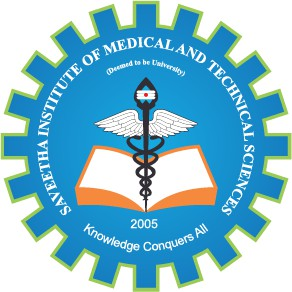 SAVEETHA INSTITUTE OF MEDICAL AND TECHNICAL SCIENCES
(Deemed to be University)
2005
Knowledge Conquers All